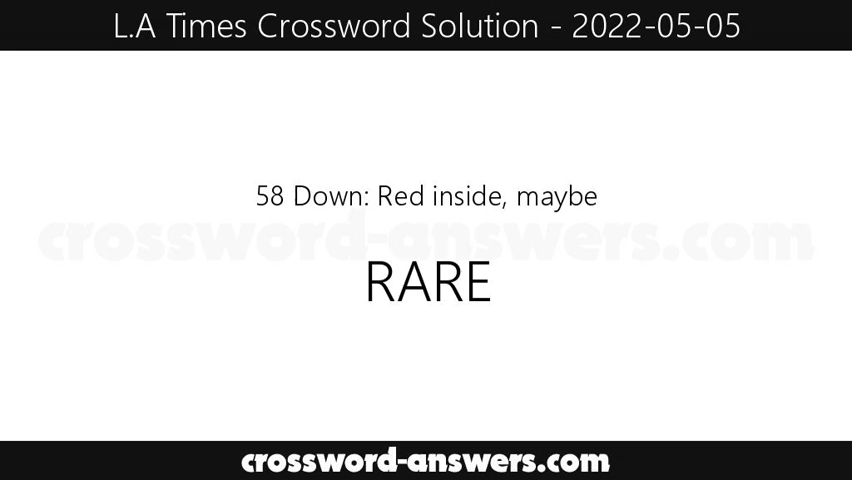 L.A Times Crossword Solution - 2022-05-05
58 Down: Red inside, maybe
crossword-answers.com
RARE
crossword-answers.com